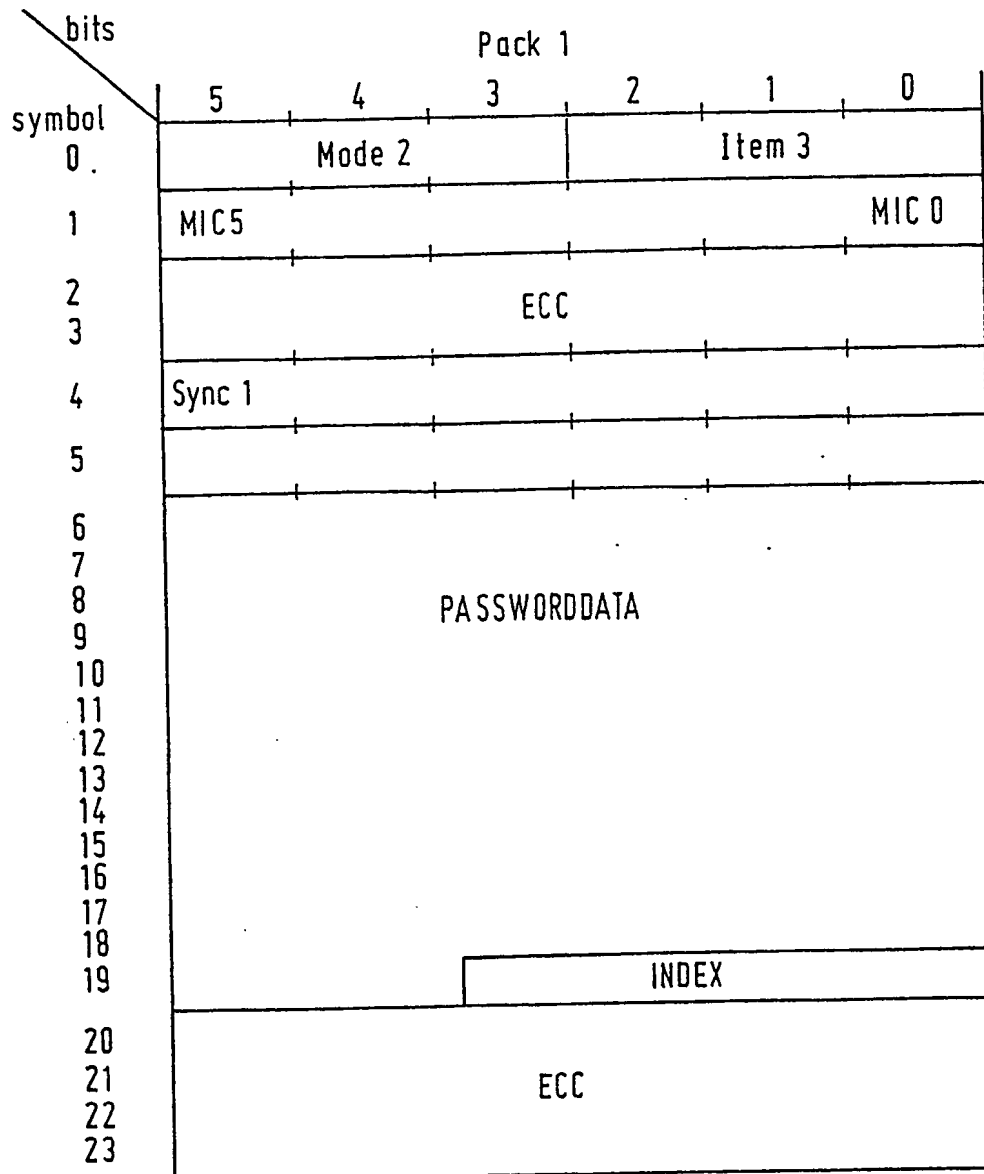 bits
Pack 1
5 4 3 2 1 0
symbol
0. Mode 2 Item 3
1 MIC5 MIC 0
2
ECC
3
4 Sync 1
5
6
7
8 PASSWORDDATA
9
10
11
12
13
14
15
16
17
18
19 INDEX
20
21 ECC
22
23